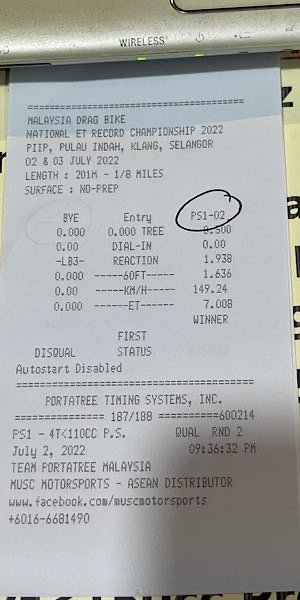 WIRELESS
=====================================
MALAYSIA DRAG BIKE
NATIONAL ET RECORD CHAMPIONSHIP 2022
PIIP, PULAU INDAH, KLANG, SELANGOR
02 & 03 JULY 2022
LENGTH : 201M - 1/8 MILES
SURFACE : NO-PREP
BYE Entry PS1-02
0.000 0.000 TREE 0.500
0.00 DIAL-IN 0.00
-LB3- REACTION 1.938
0.000 ------60FT------ 1.636
0.00 ------KM/H------ 149.24
0.000 ------ET------ 7.008
WINNER
FIRST
DISQUAL STATUS
Autostart Disabled
=====================================
PORTATREE TIMING SYSTEMS, INC.
=============== 187/188 ==========600214
PS1 - 4T<110CC P.S. QUAL RND 2
July 2, 2022 09:36:32 PM
TEAM PORTATREE MALAYSIA
MUSC MOTORSPORTS - ASEAN DISTRIBUTOR
www.facebook.com/muscmotorsports
+6016-6681490